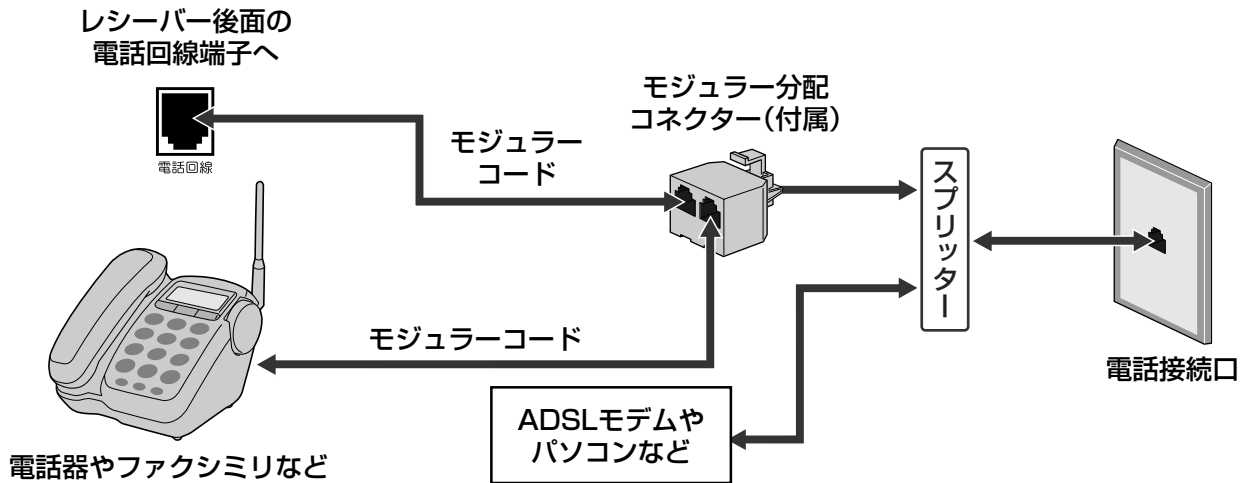 レシーバー後面の
電話回線端子へ
電話回線
モジュラー
コード
モジュラー分配
コネクター(付属)
スプリッター
電話接続口
モジュラーコード
電話器やファクシミリなど
ADSLモデムや
パソコンなど